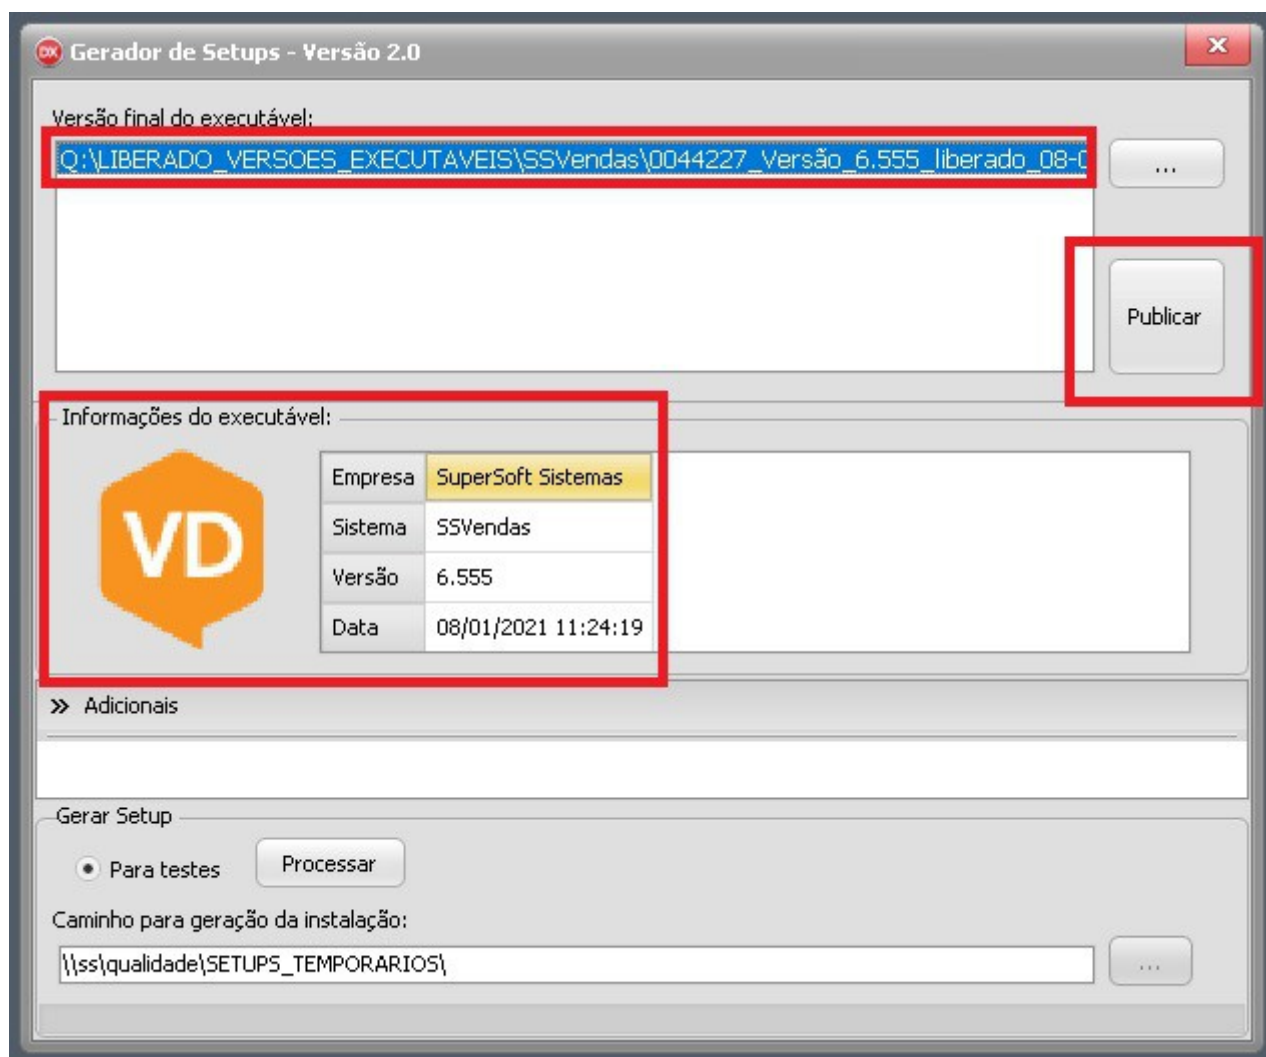 Gerador de Setups - Versão 2.0
Versão final do executável:
Q:\LIBERADO_VERSOES_EXECUTAVEIS\SSVendas\0044227_Versão_6.555_liberado_08-0
...
Publicar
Informações do executável:
VD
Empresa SuperSoft Sistemas
Sistema SSVendas
Versão 6.555
Data 08/01/2021 11:24:19
» Adicionais
Gerar Setup
Para testes Processar
Caminho para geração da instalação:
\\ss\qualidade\SETUPS_TEMPORARIOS\ ...